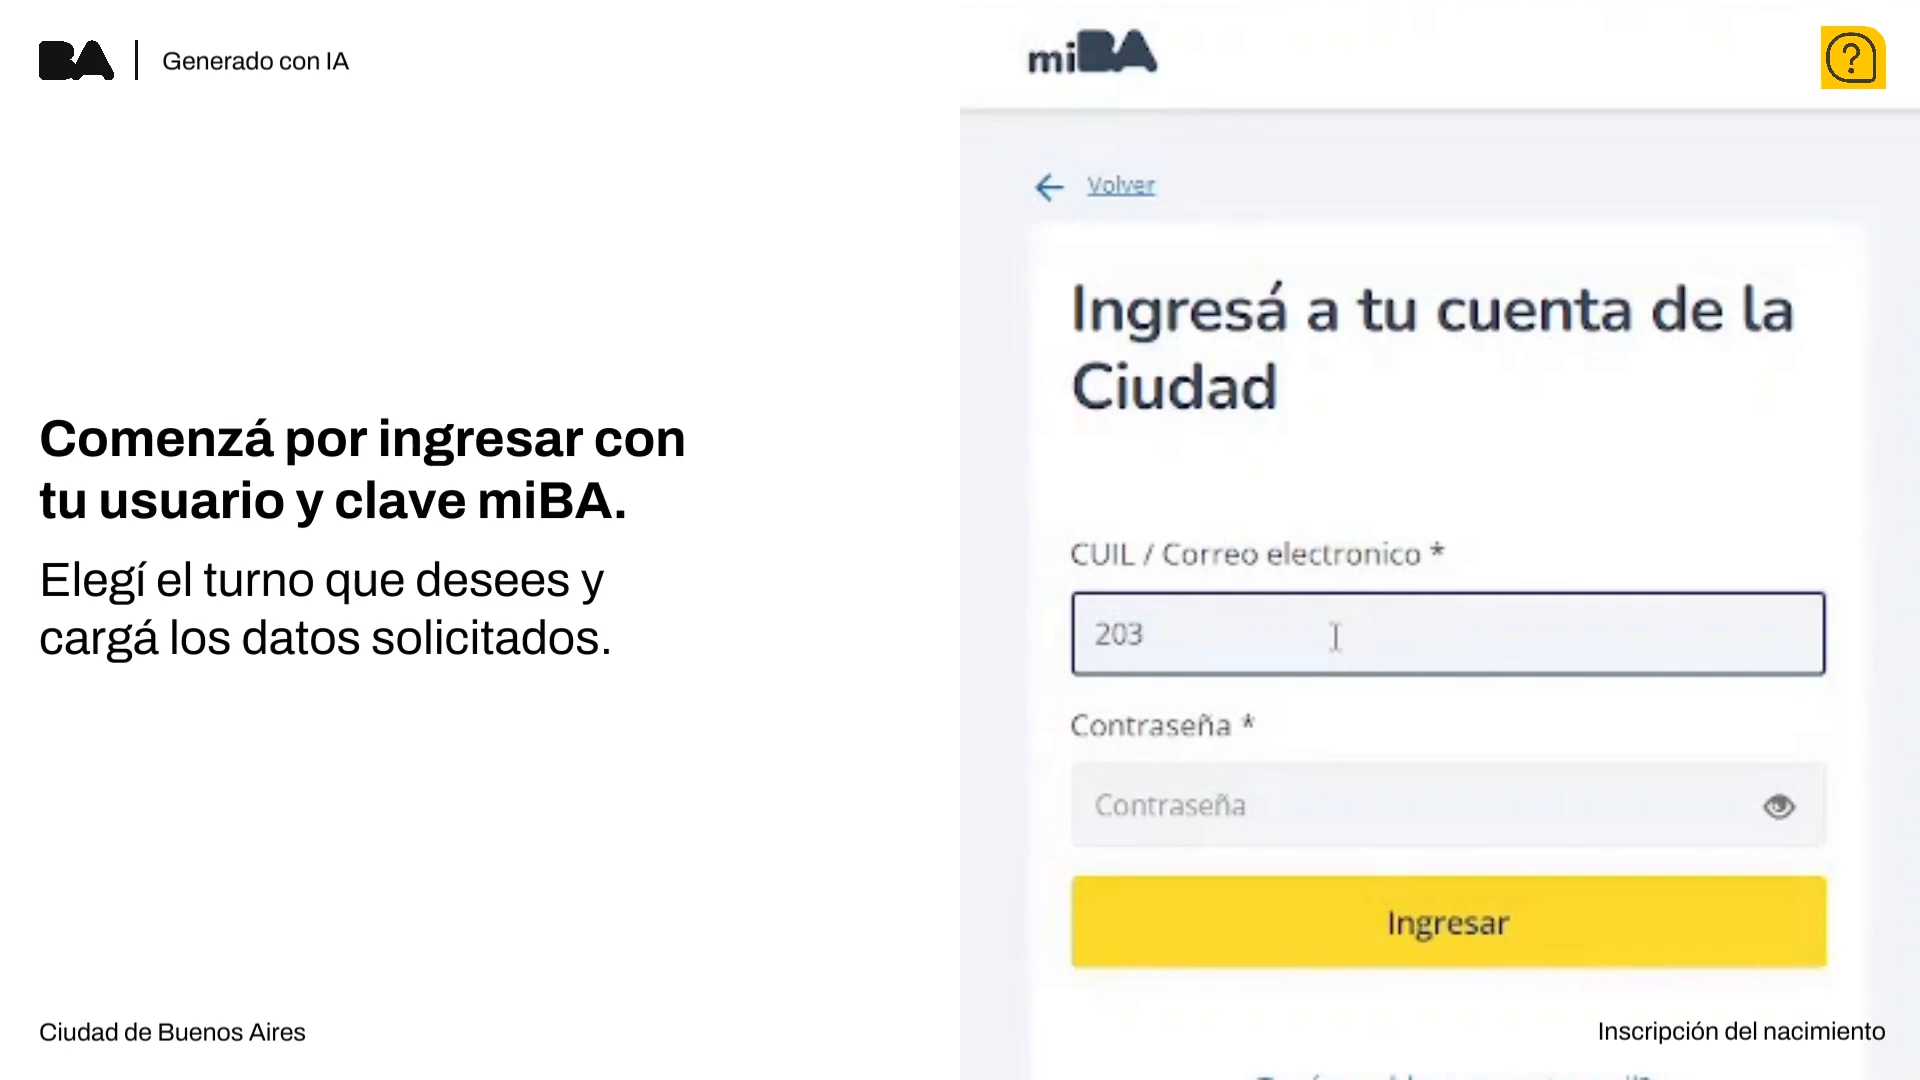 BA
Generado con IA
Comenzá por ingresar con
tu usuario y clave miBA.
Elegí el turno que desees y
cargá los datos solicitados.
Ciudad de Buenos Aires
miBA
?
Volver
Ingresá a tu cuenta de la
Ciudad
CUIL / Correo electronico *
203
Contraseña *
Contraseña
Ingresar
Inscripción del nacimiento